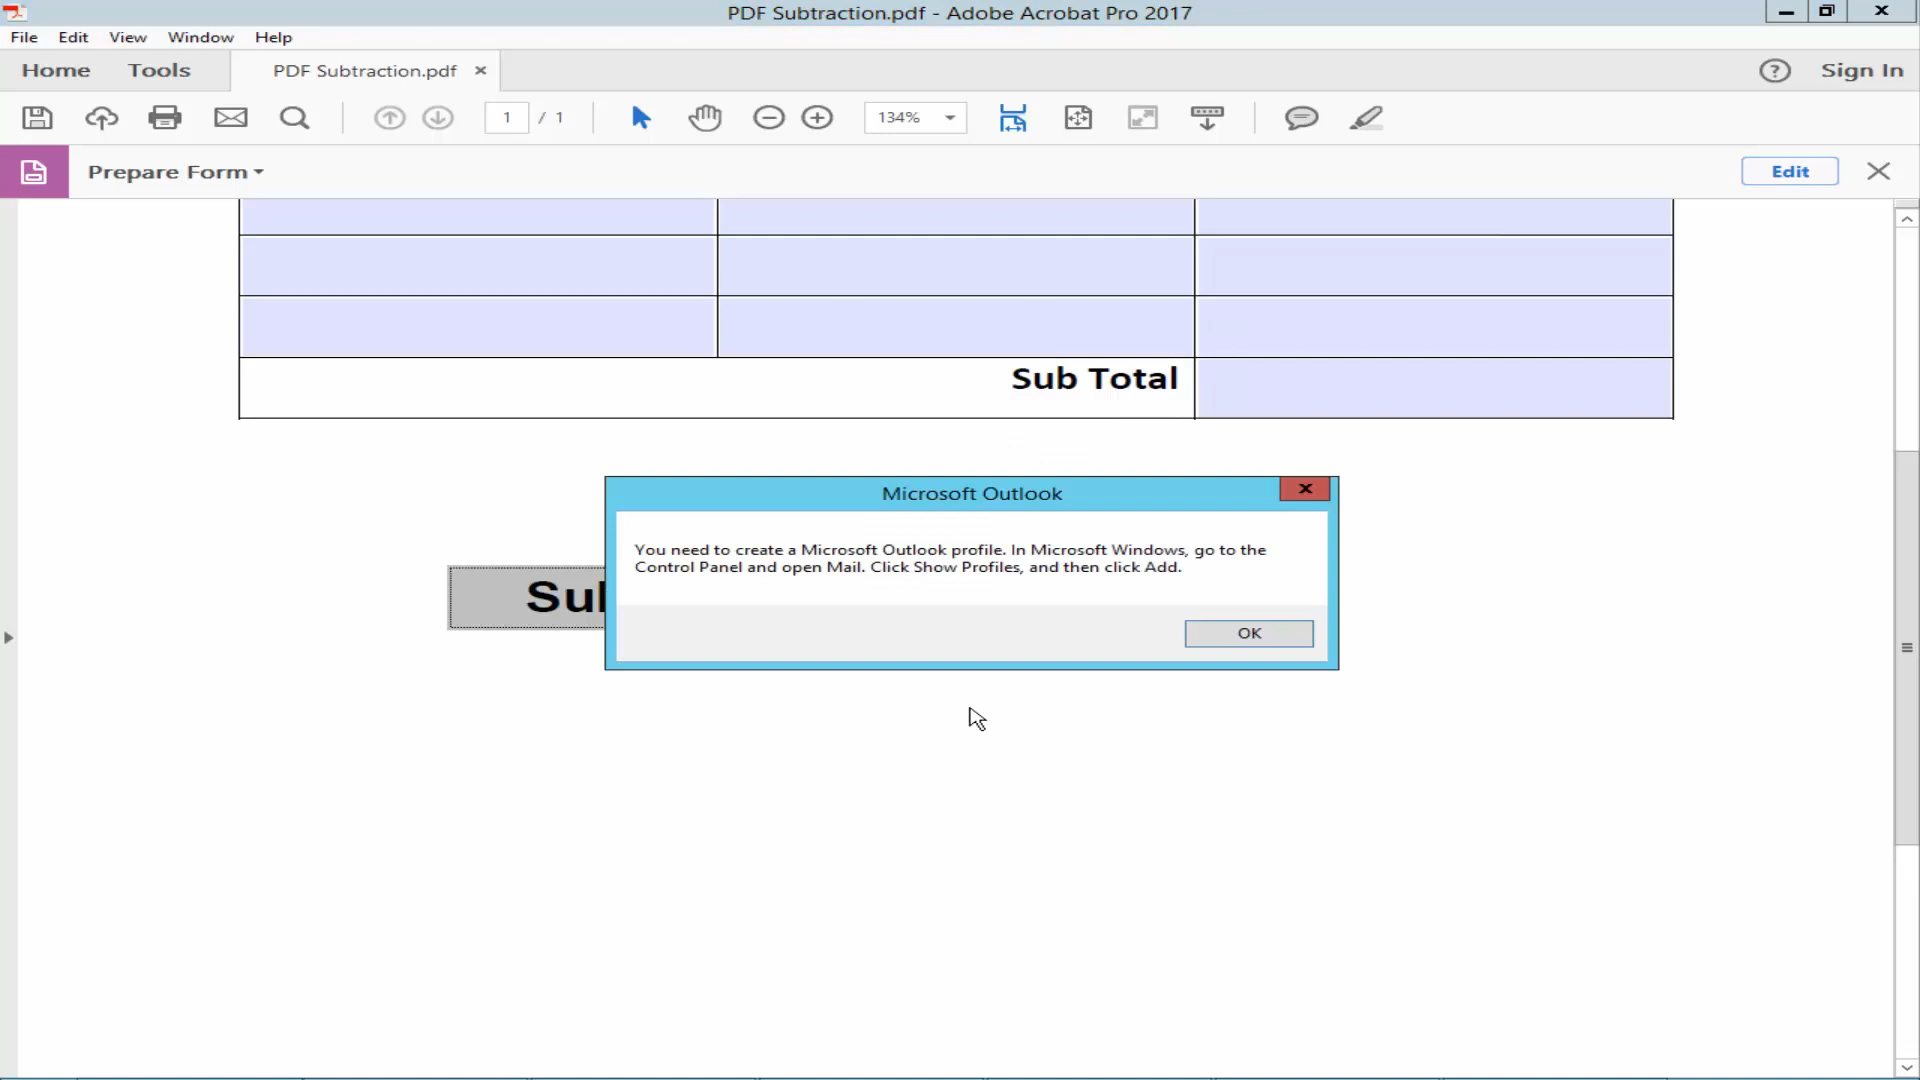 PDF Subtraction.pdf - Adobe Acrobat Pro 2017
File Edit View Window Help
Home Tools PDF Subtraction.pdf Sign In
1 / 1 134%
Prepare Form Edit
Sub Total
Microsoft Outlook
You need to create a Microsoft Outlook profile. In Microsoft Windows, go to the
Control Panel and open Mail. Click Show Profiles, and then click Add.
OK